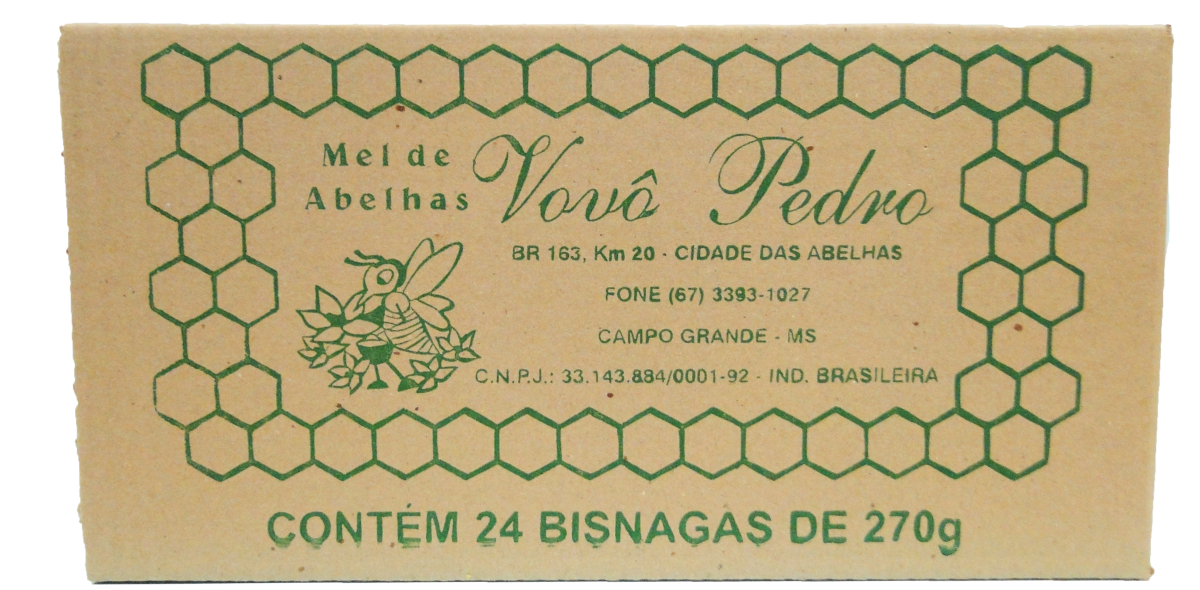 Mel de
Abelhas
Vovô Pedro
BR 163, Km 20 - CIDADE DAS ABELHAS
FONE (67) 3393-1027
CAMPO GRANDE - MS
C.N.P.J.: 33.143.884/0001-92 - IND. BRASILEIRA
CONTÉM 24 BISNAGAS DE 270g